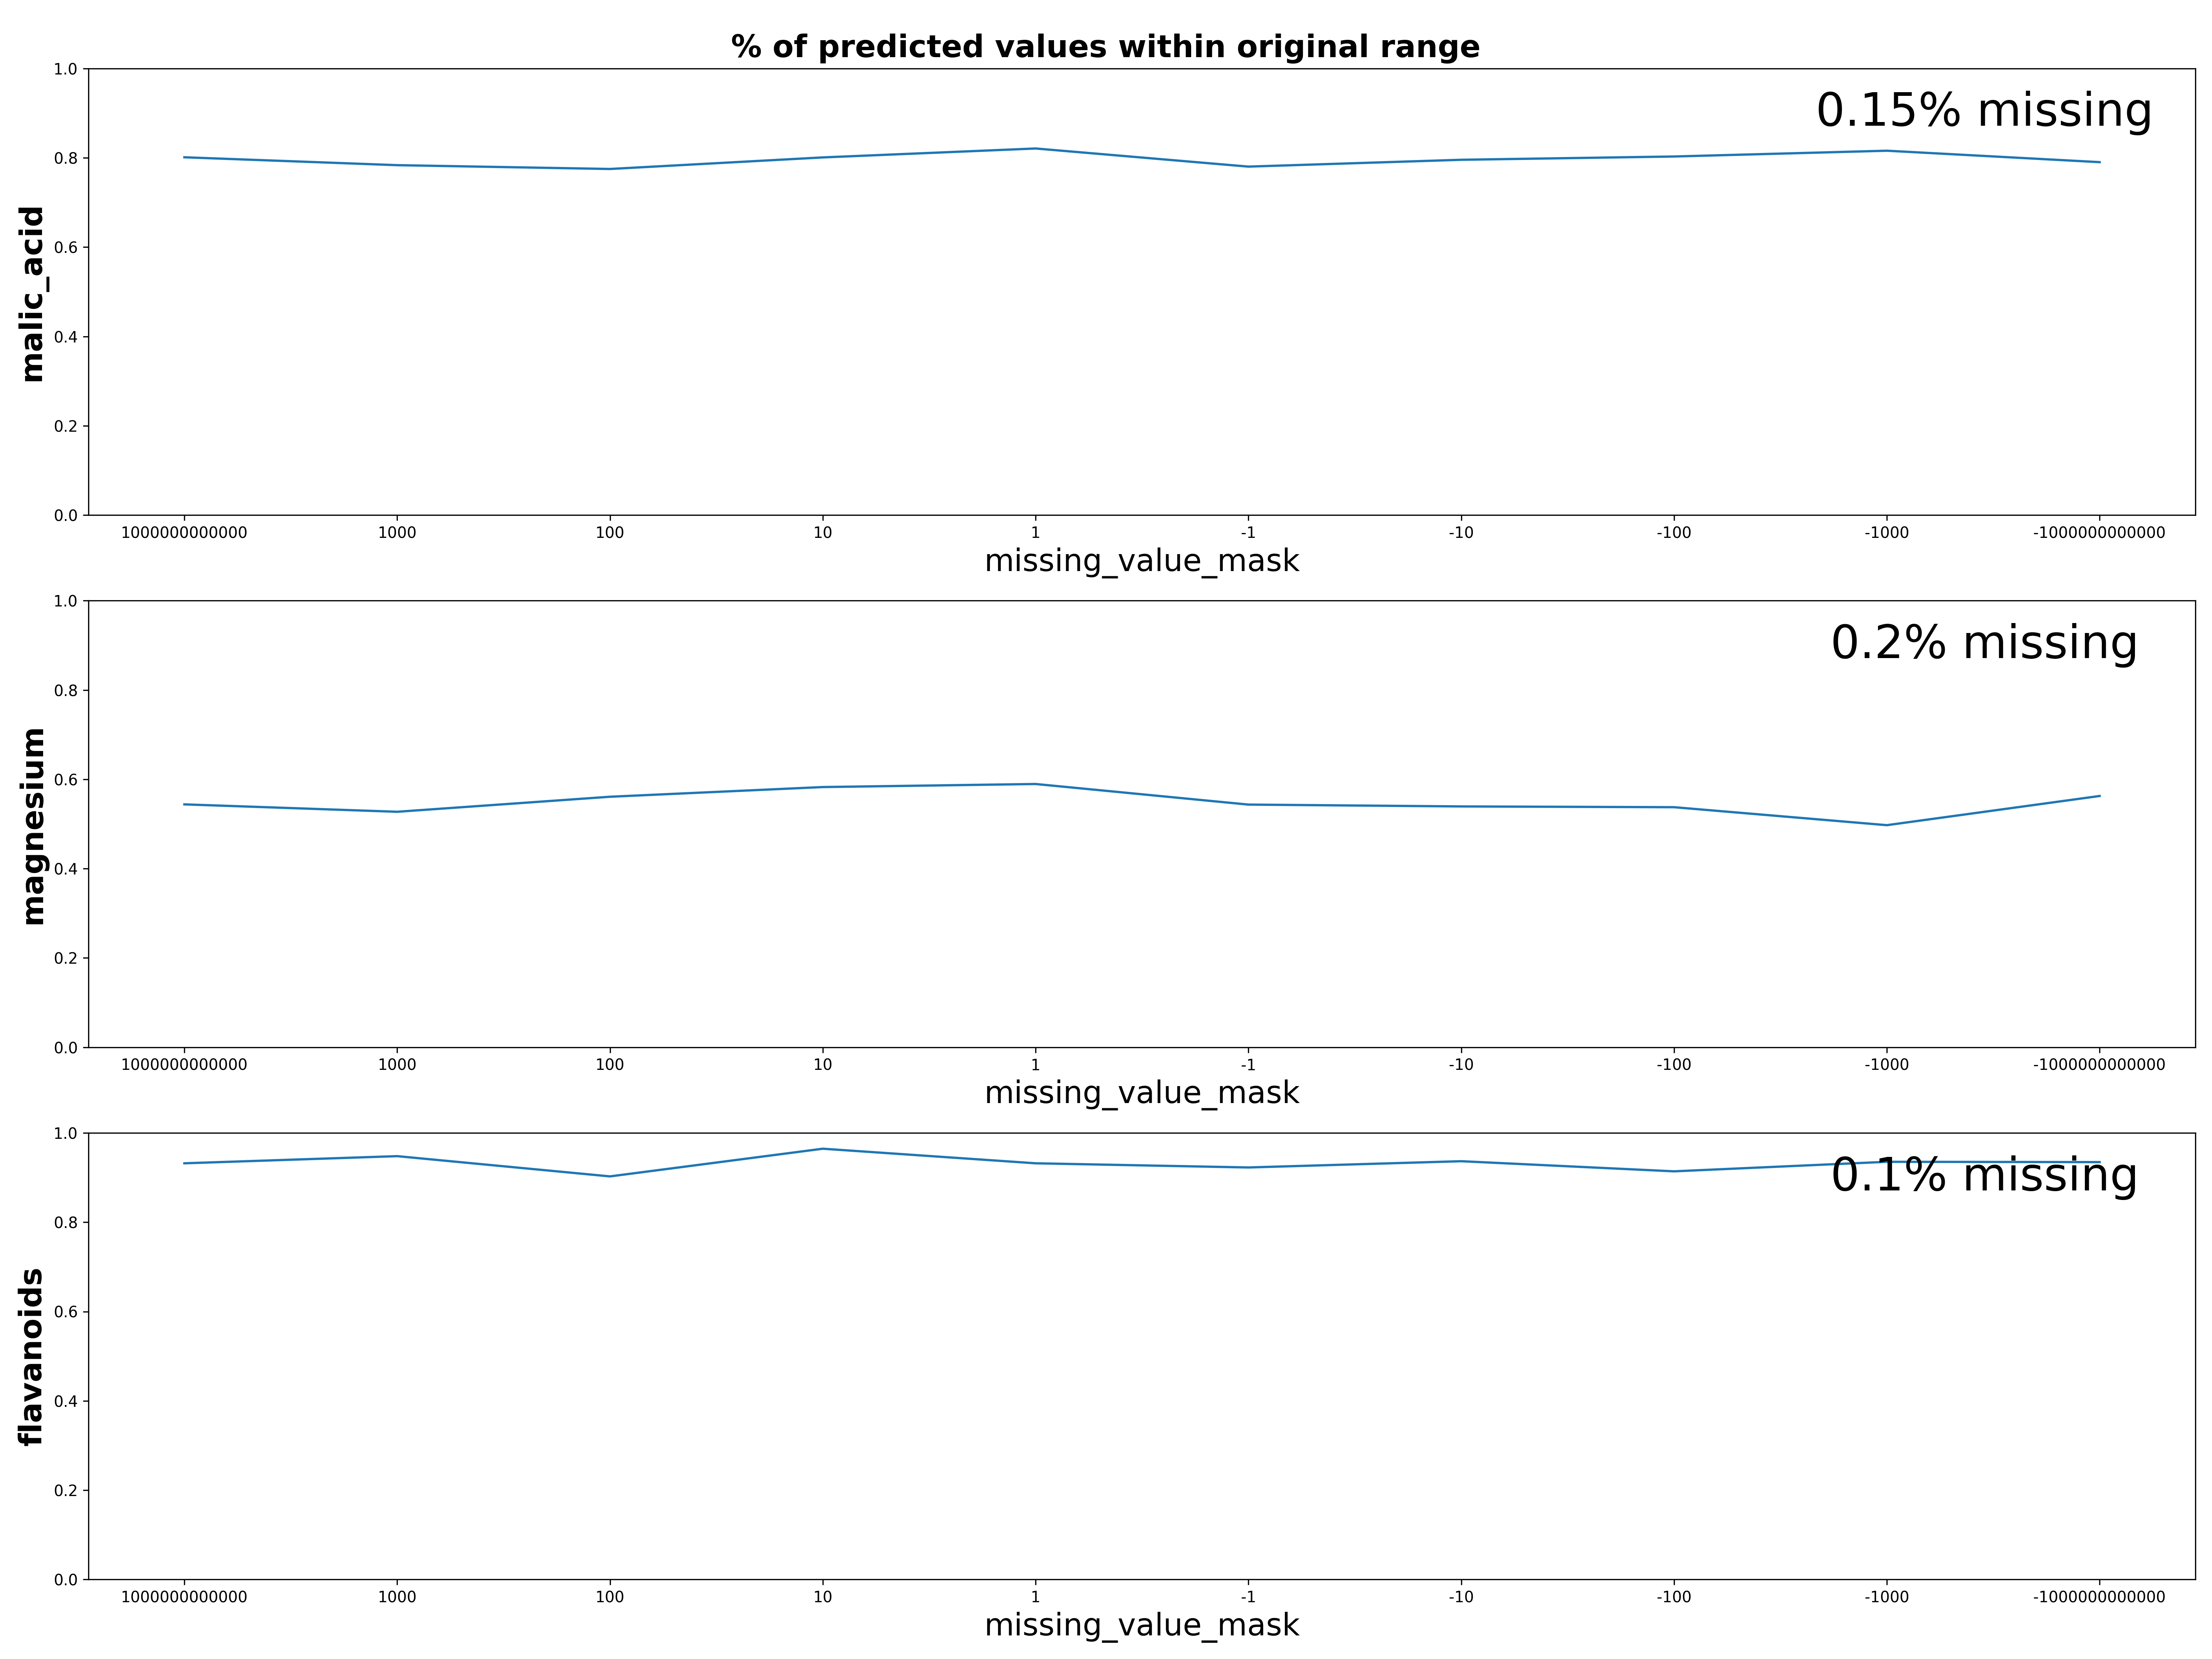 % of predicted values within original range
malic_acid
1.0
0.8
0.6
0.4
0.2
0.0
0.15% missing
1000000000000 1000 100 10 1 -1 -10 -100 -1000 -1000000000000
missing_value_mask
magnesium
1.0
0.8
0.6
0.4
0.2
0.0
0.2% missing
1000000000000 1000 100 10 1 -1 -10 -100 -1000 -1000000000000
missing_value_mask
flavanoids
1.0
0.8
0.6
0.4
0.2
0.0
0.1% missing
1000000000000 1000 100 10 1 -1 -10 -100 -1000 -1000000000000
missing_value_mask